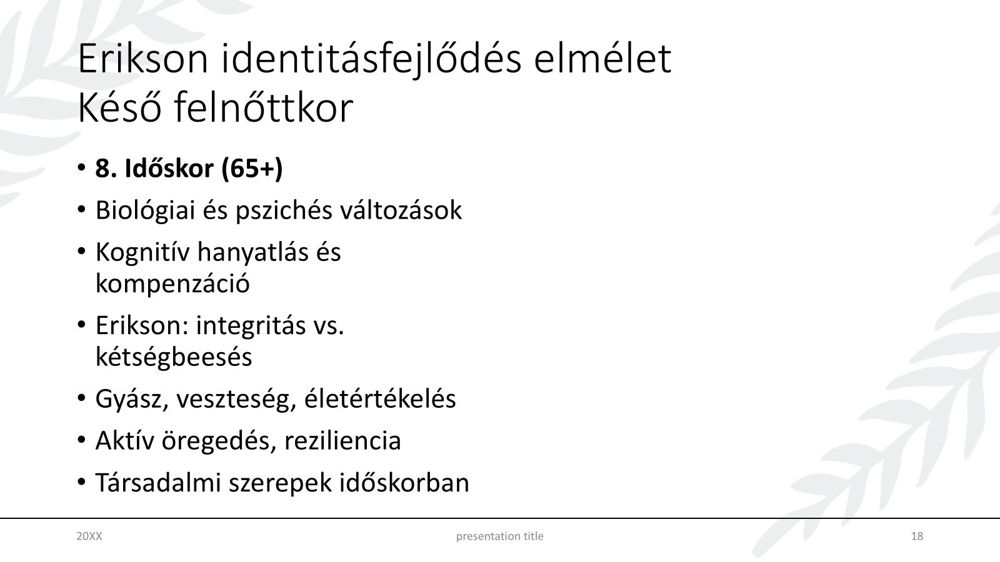 Erikson identitásfejlődés elmélet
Késő felnőttkor
• 8. Időskor (65+)
• Biológiai és pszichés változások
• Kognitív hanyatlás és
kompenzáció
• Erikson: integritás vs.
kétségbeesés
• Gyász, veszteség, életértékelés
• Aktív öregedés, reziliencia
• Társadalmi szerepek időskorban
20XX
presentation title
18